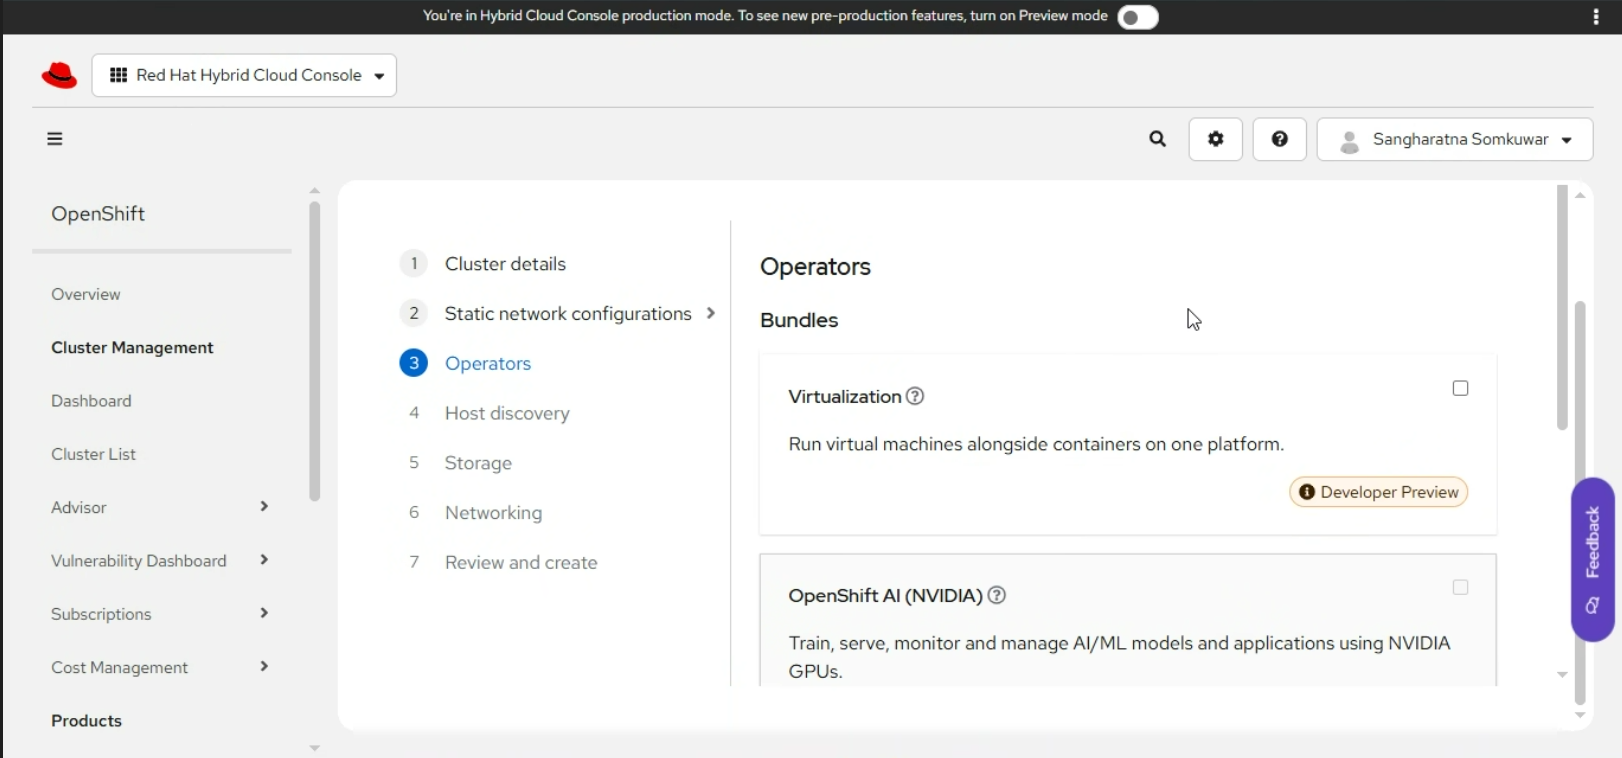 You're in Hybrid Cloud Console production mode. To see new pre-production features, turn on Preview mode
Red Hat Hybrid Cloud Console
Sangharatna Somkuwar
OpenShift
Overview
Cluster Management
Dashboard
Cluster List
Advisor
Vulnerability Dashboard
Subscriptions
Cost Management
Products
1 Cluster details
2 Static network configurations
3 Operators
4 Host discovery
5 Storage
6 Networking
7 Review and create
Operators
Bundles
Virtualization
Run virtual machines alongside containers on one platform.
Developer Preview
OpenShift AI (NVIDIA)
Train, serve, monitor and manage AI/ML models and applications using NVIDIA
GPUs.
Feedback